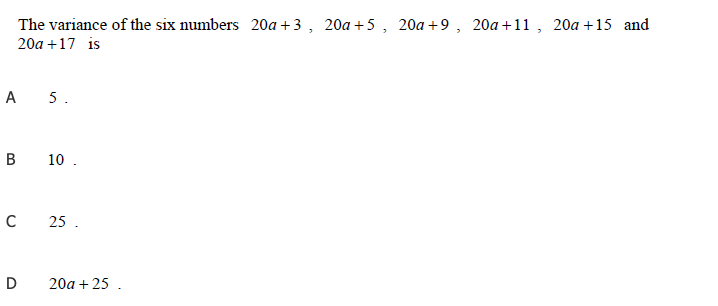 The variance of the six numbers 20a + 3 , 20a + 5 , 20a + 9 , 20a + 11 , 20a + 15 and
20a + 17 is
A 5 .
B 10 .
C 25 .
D 20a + 25 .